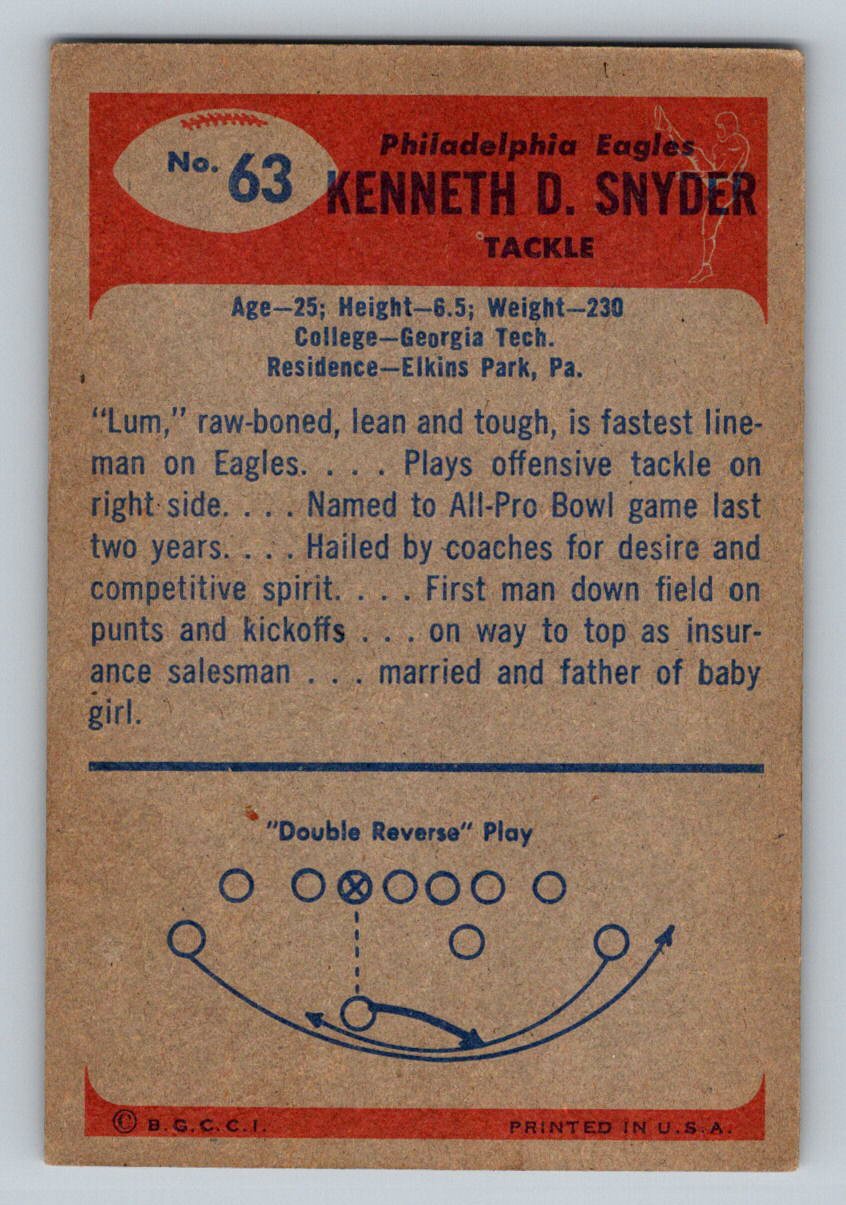 No. 63
Philadelphia Eagles
KENNETH D. SNYDER
TACKLE
Age—25; Height—6.5; Weight—230
College—Georgia Tech.
Residence—Elkins Park, Pa.
"Lum," raw-boned, lean and tough, is fastest line-
man on Eagles. . . . Plays offensive tackle on
right side. . . . Named to All-Pro Bowl game last
two years. . . . Hailed by coaches for desire and
competitive spirit. . . . First man down field on
punts and kickoffs . . . on way to top as insur-
ance salesman . . . married and father of baby
girl.
"Double Reverse" Play
© B.G.C.C.I.
PRINTED IN U.S.A.